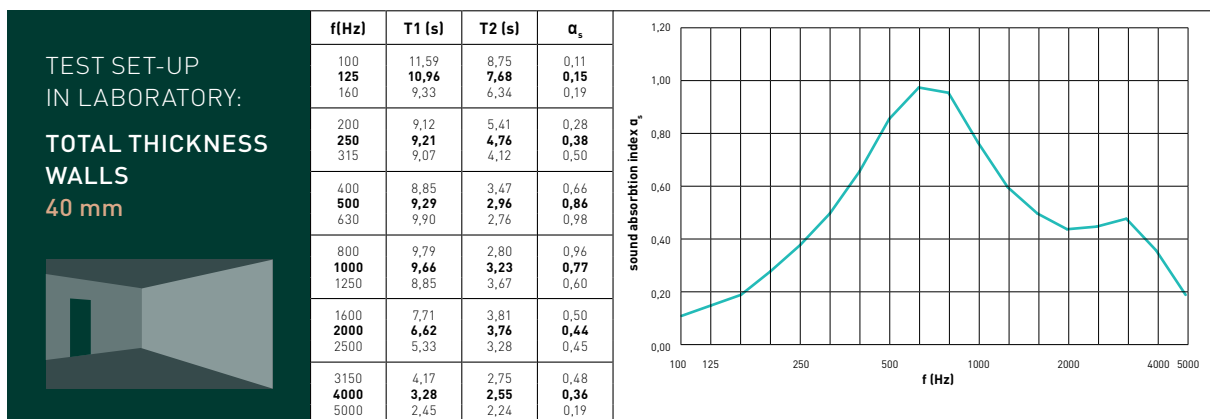 TEST SET-UP
IN LABORATORY:
TOTAL THICKNESS
WALLS
40 mm
f(Hz) T1 (s) T2 (s) αs
100 11,59 8,75 0,11
125 10,96 7,68 0,15
160 9,33 6,34 0,19
200 9,12 5,41 0,28
250 9,21 4,76 0,38
315 9,07 4,12 0,50
400 8,85 3,47 0,66
500 9,29 2,96 0,86
630 9,90 2,76 0,98
800 9,79 2,80 0,96
1000 9,66 3,23 0,77
1250 8,85 3,67 0,60
1600 7,71 3,81 0,50
2000 6,62 3,76 0,44
2500 5,33 3,28 0,45
3150 4,17 2,75 0,48
4000 3,28 2,55 0,36
5000 2,45 2,24 0,19
sound absorbtion index αs
1,20
1,00
0,80
0,60
0,40
0,20
0,00
100 125 250 500 1000 2000 4000 5000
f (Hz)